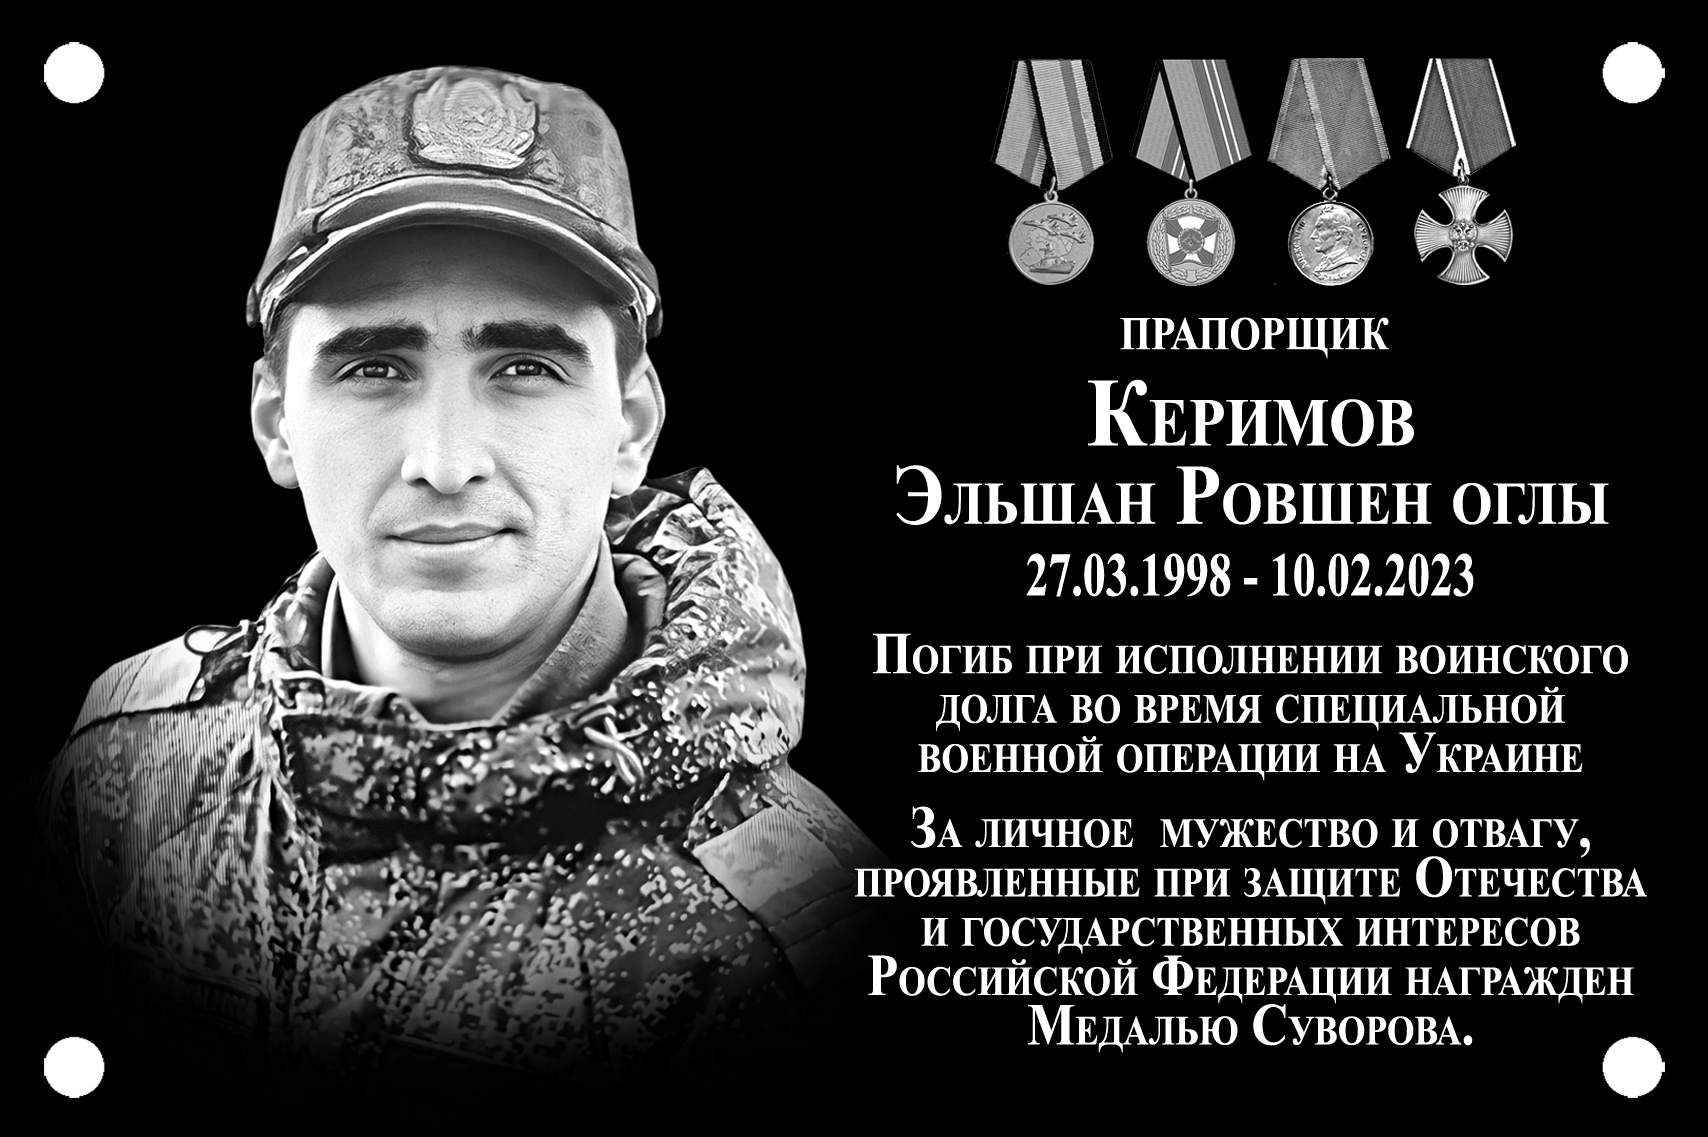 ПРАПОРЩИК
КЕРИМОВ
ЭЛЬШАН РОВШЕН ОГЛЫ
27.03.1998 - 10.02.2023
ПОГИБ ПРИ ИСПОЛНЕНИИ ВОИНСКОГО
ДОЛГА ВО ВРЕМЯ СПЕЦИАЛЬНОЙ
ВОЕННОЙ ОПЕРАЦИИ НА УКРАИНЕ
ЗА ЛИЧНОЕ МУЖЕСТВО И ОТВАГУ,
ПРОЯВЛЕННЫЕ ПРИ ЗАЩИТЕ ОТЕЧЕСТВА
И ГОСУДАРСТВЕННЫХ ИНТЕРЕСОВ
РОССИЙСКОЙ ФЕДЕРАЦИИ НАГРАЖДЕН
МЕДАЛЬЮ СУВОРОВА.